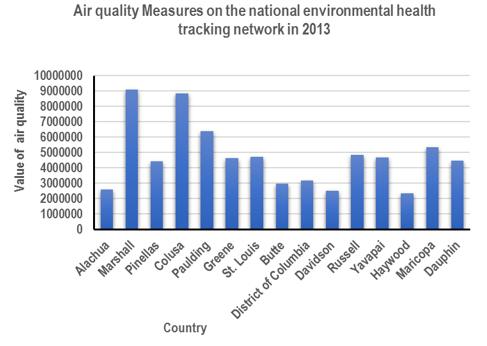 Air quality Measures on the national environmental health
tracking network in 2013
Value of air quality
10000000
9000000
8000000
7000000
6000000
5000000
4000000
3000000
2000000
1000000
0
Alachua
Marshall
Pinellas
Colusa
Paulding
Greene
St. Louis
Butte
District of Columbia
Davidson
Russell
Yavapai
Haywood
Maricopa
Dauphin
Country